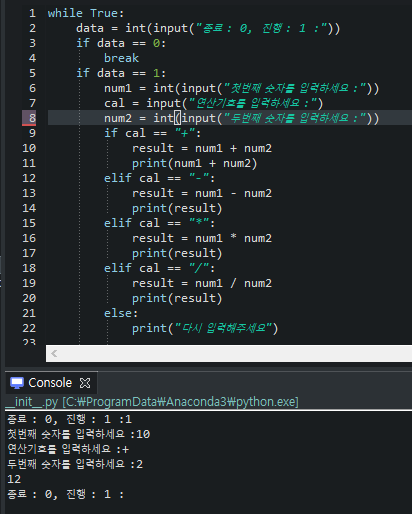 1 while True:
2     data = int(input("종료 : 0, 진행 : 1 :"))
3     if data == 0:
4         break
5     if data == 1:
6         num1 = int(input("첫번째 숫자를 입력하세요 :"))
7         cal = input("연산기호를 입력하세요 :")
8         num2 = int(input("두번째 숫자를 입력하세요 :"))
9         if cal == "+":
10             result = num1 + num2
11             print(num1 + num2)
12         elif cal == "-":
13             result = num1 - num2
14             print(result)
15         elif cal == "*":
16             result = num1 * num2
17             print(result)
18         elif cal == "/":
19             result = num1 / num2
20             print(result)
21         else:
22             print("다시 입력해주세요")
23
Console
__init__.py [C:₩ProgramData₩Anaconda3₩python.exe]
종료 : 0, 진행 : 1 :1
첫번째 숫자를 입력하세요 :10
연산기호를 입력하세요 :+
두번째 숫자를 입력하세요 :2
12
종료 : 0, 진행 : 1 :